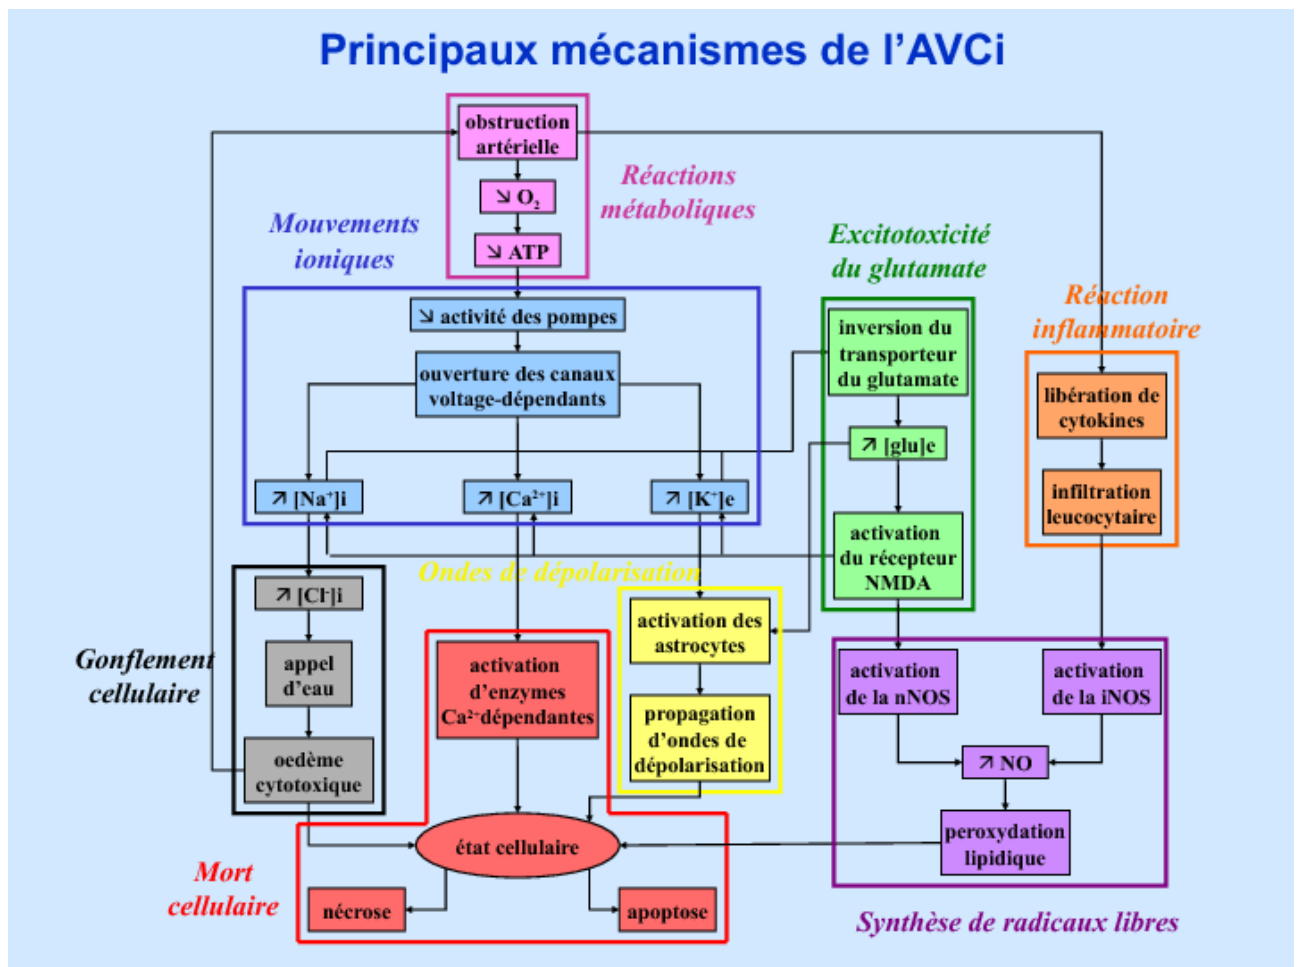 Principaux mécanismes de l'AVCi
obstruction
artérielle
↘ O₂
↘ ATP
Réactions
métaboliques
Mouvements
ioniques
↘ activité des pompes
ouverture des canaux
voltage-dépendants
↗ [Na⁺]i
↗ [Ca²⁺]i
↗ [K⁺]e
Excitotoxicité
du glutamate
inversion du
transporteur
du glutamate
↗ [glu]e
activation
du récepteur
NMDA
Réaction
inflammatoire
libération de
cytokines
infiltration
leucocytaire
Ondes de dépolarisation
activation des
astrocytes
propagation
d'ondes de
dépolarisation
Gonflement
cellulaire
↗ [Cl⁻]i
appel
d'eau
oedème
cytotoxique
activation
d'enzymes
Ca²⁺dépendantes
état cellulaire
nécrose
apoptose
Mort
cellulaire
activation
de la nNOS
activation
de la iNOS
↗ NO
peroxydation
lipidique
Synthèse de radicaux libres